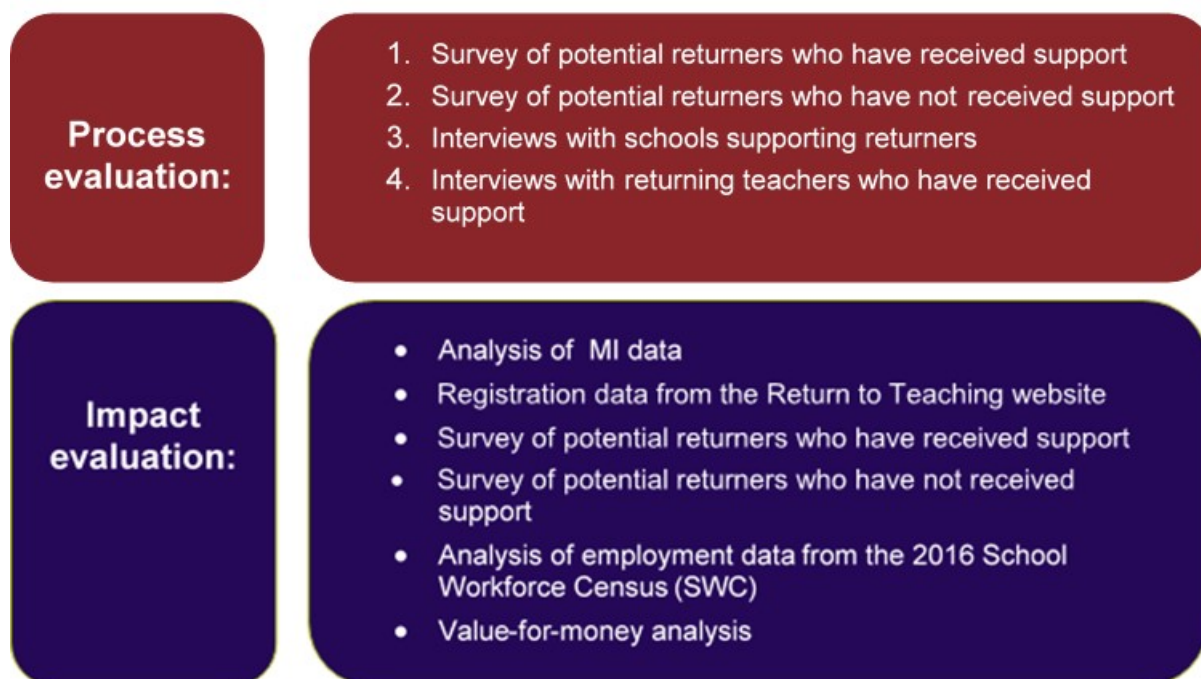 Process
evaluation:
1. Survey of potential returners who have received support
2. Survey of potential returners who have not received support
3. Interviews with schools supporting returners
4. Interviews with returning teachers who have received
support
Impact
evaluation:
• Analysis of MI data
• Registration data from the Return to Teaching website
• Survey of potential returners who have received support
• Survey of potential returners who have not received
support
• Analysis of employment data from the 2016 School
Workforce Census (SWC)
• Value-for-money analysis